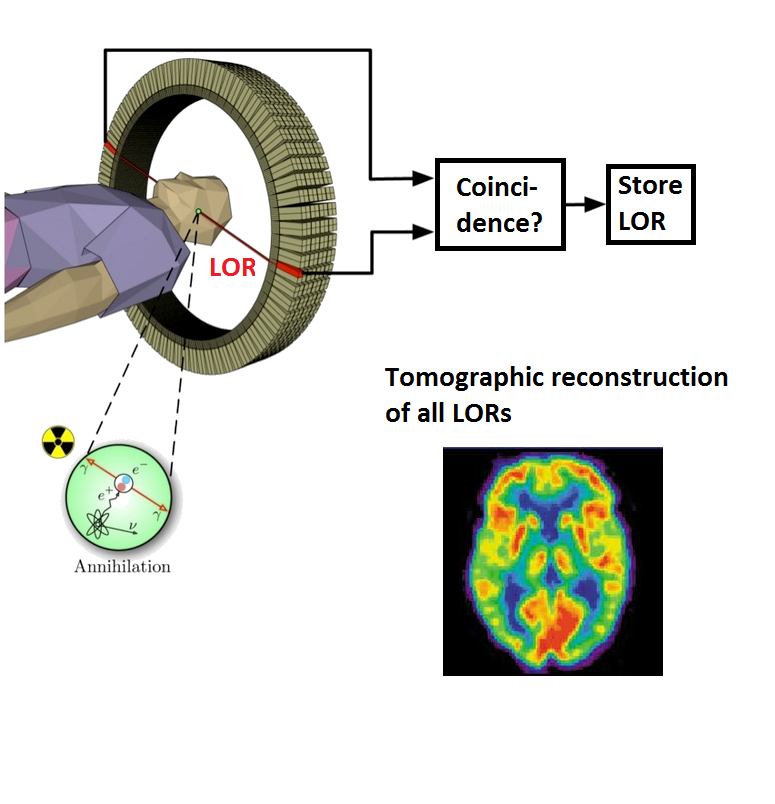 Coinci-
dence?
Store
LOR
LOR
Tomographic reconstruction
of all LORs
γ
e⁻
e⁺
γ
ν
Annihilation